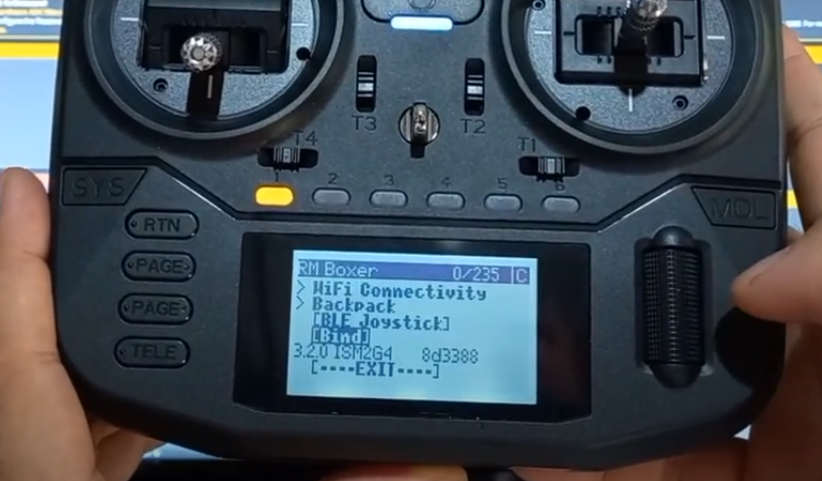 T3
T2
T4
T1
1 2 3 4 5 6
SYS
MDL
RTN
PAGE>
PAGE>
TELE
RM Boxer 0/235 |C
> WiFi Connectivity
> Backpack
[BLE Joystick]
[Bind]
3.2.0 ISM2G4 8d3388
[----EXIT----]